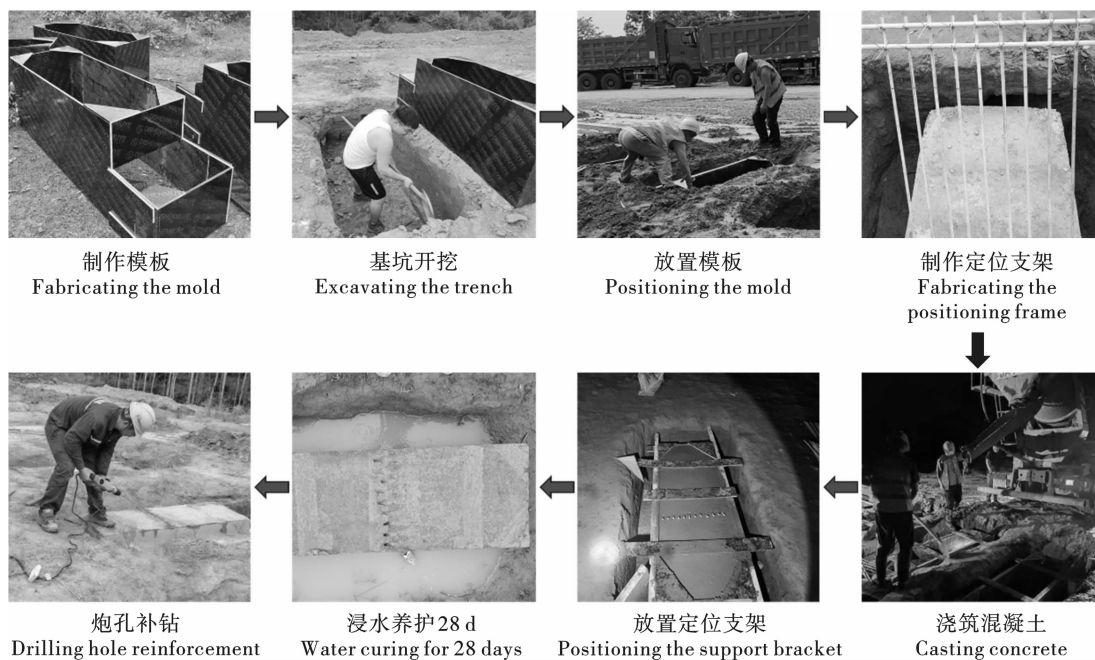 制作模板
Fabricating the mold
基坑开挖
Excavating the trench
放置模板
Positioning the mold
制作定位支架
Fabricating the
positioning frame
炮孔补钻
Drilling hole reinforcement
浸水养护28 d
Water curing for 28 days
放置定位支架
Positioning the support bracket
浇筑混凝土
Casting concrete